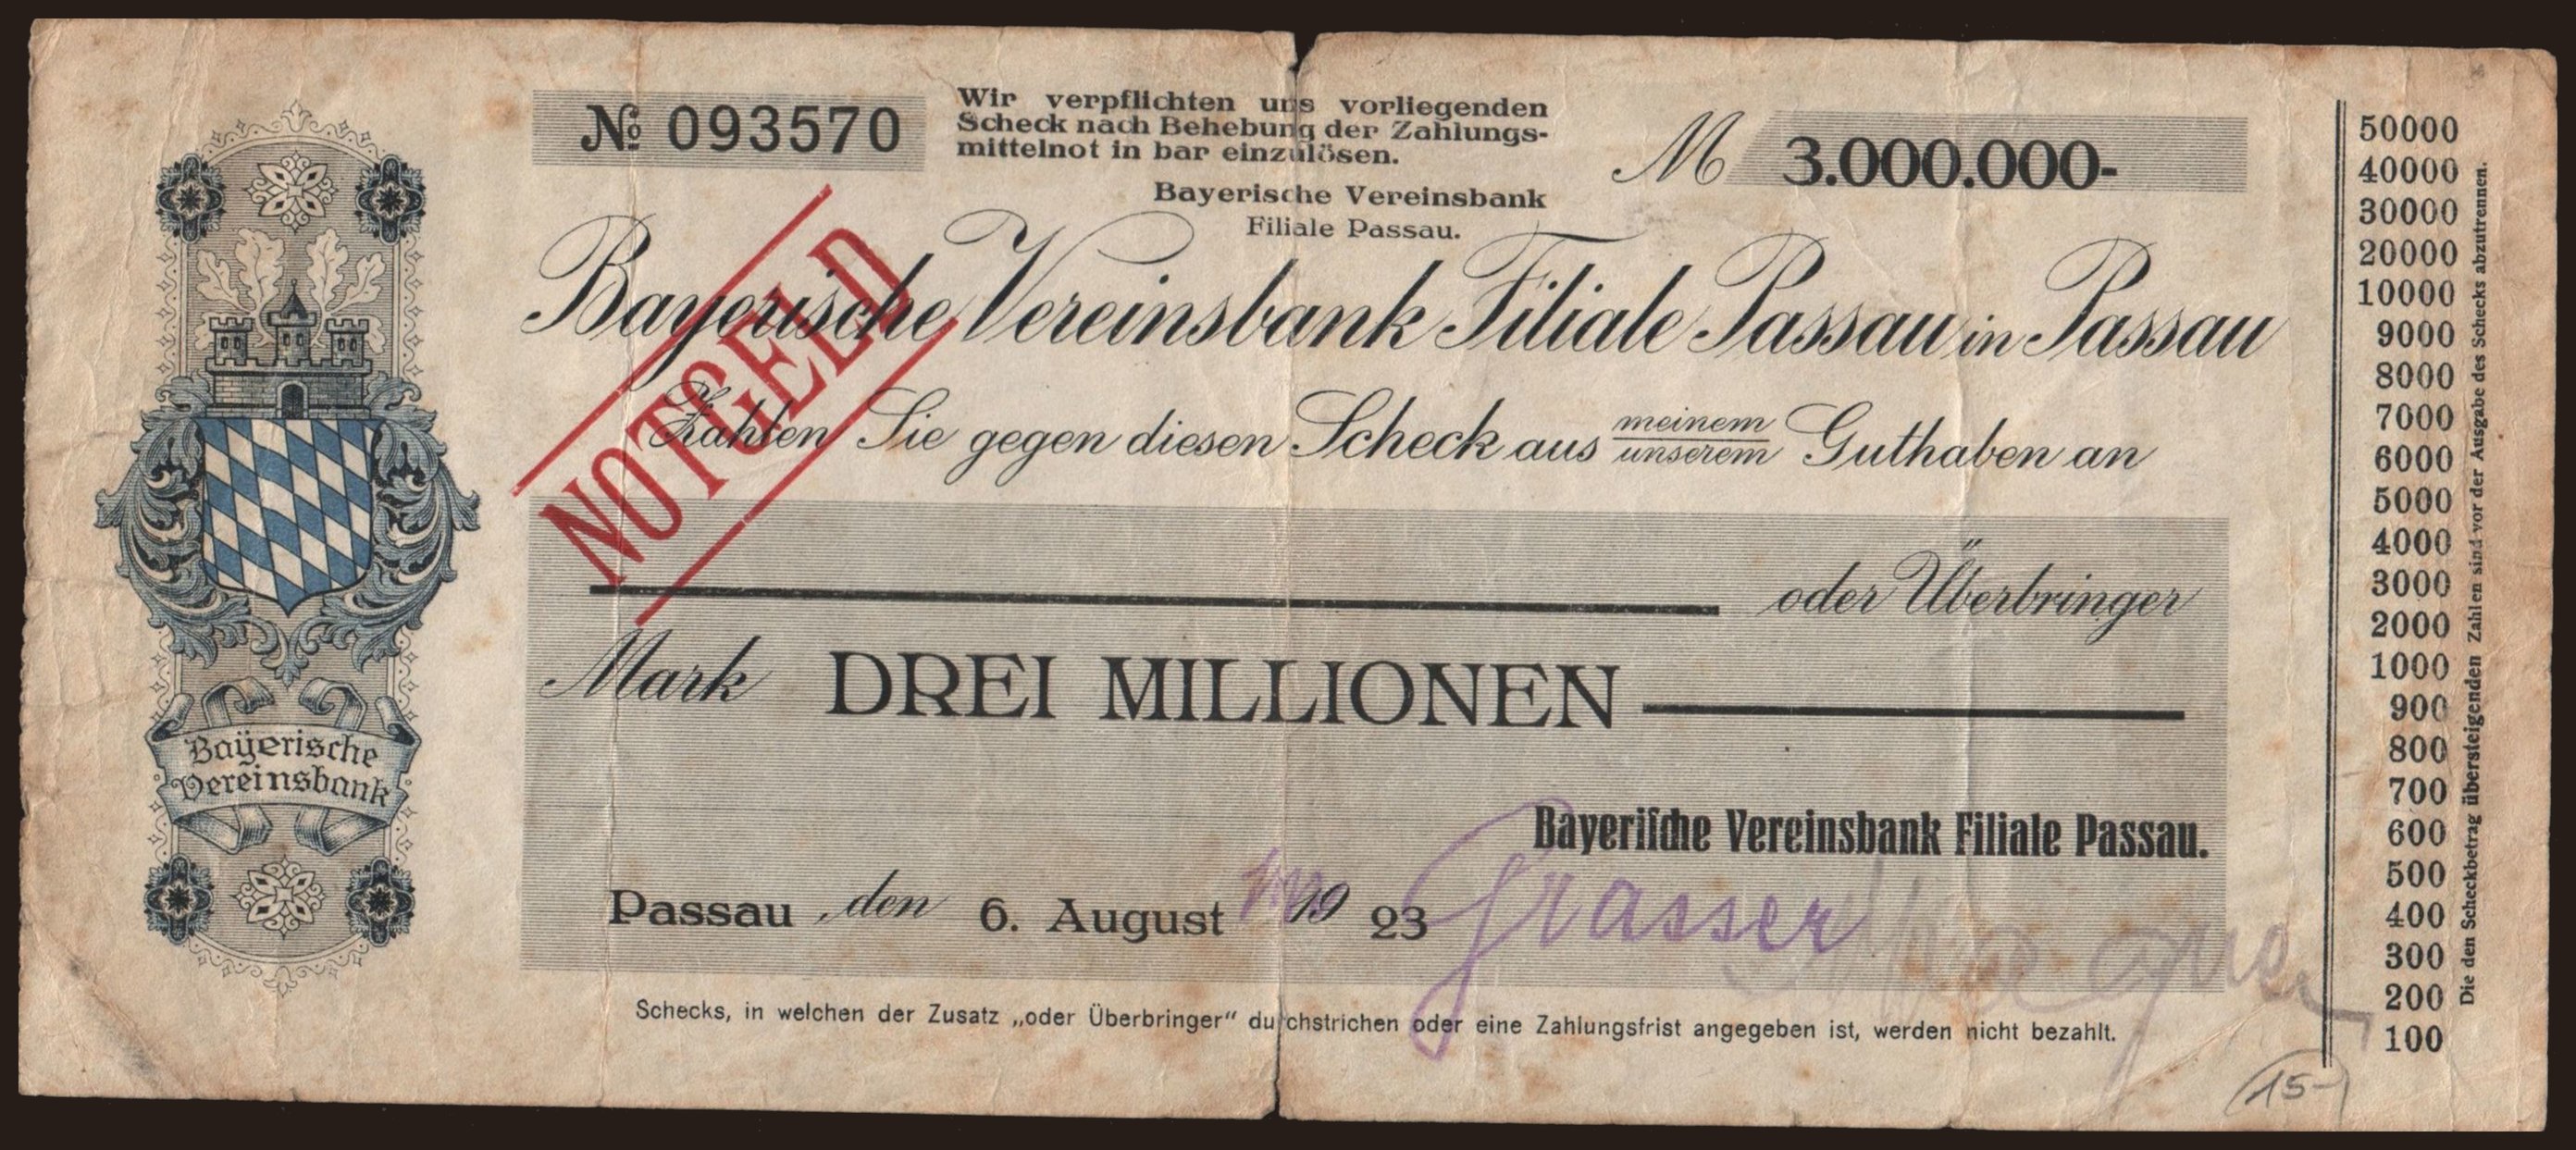 № 093570
Wir verpflichten uns vorliegenden
Scheck nach Behebung der Zahlungs-
mittelnot in bar einzulösen.
Bayerische Vereinsbank
Filiale Passau.
M 3.000.000-
Bayerische Vereinsbank Filiale Passau in Passau
NOTGELD
Zahlen Sie gegen diesen Scheck aus meinem Guthaben an
unserem
oder Überbringer
Mark DREI MILLIONEN
Bayerische
Vereinsbank
Bayerische Vereinsbank Filiale Passau.
Passau den 6. August 19 23
Grasser
Schecks, in welchen der Zusatz „oder Überbringer“ durchstrichen oder eine Zahlungsfrist angegeben ist, werden nicht bezahlt.
50000
40000
30000
20000
10000
9000
8000
7000
6000
5000
4000
3000
2000
1000
900
800
700
600
500
400
300
200
100
Die den Scheckbetrag übersteigenden Zahlen sind vor der Ausgabe des Schecks abzutrennen.
15-